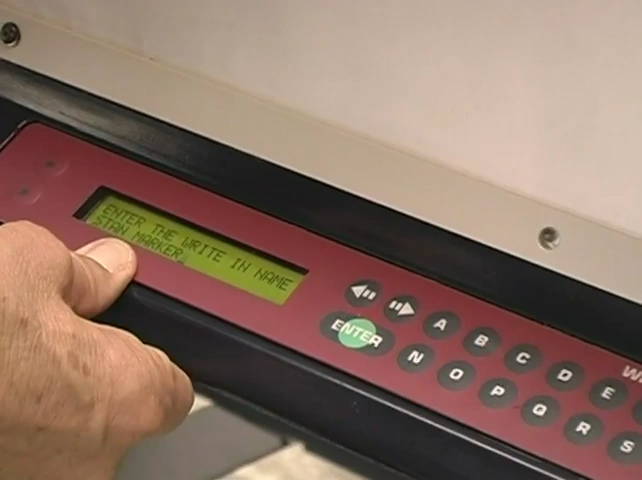 ENTER THE WRITE IN NAME
STAN MARKER
ENTER A B C D E
N O P Q R S